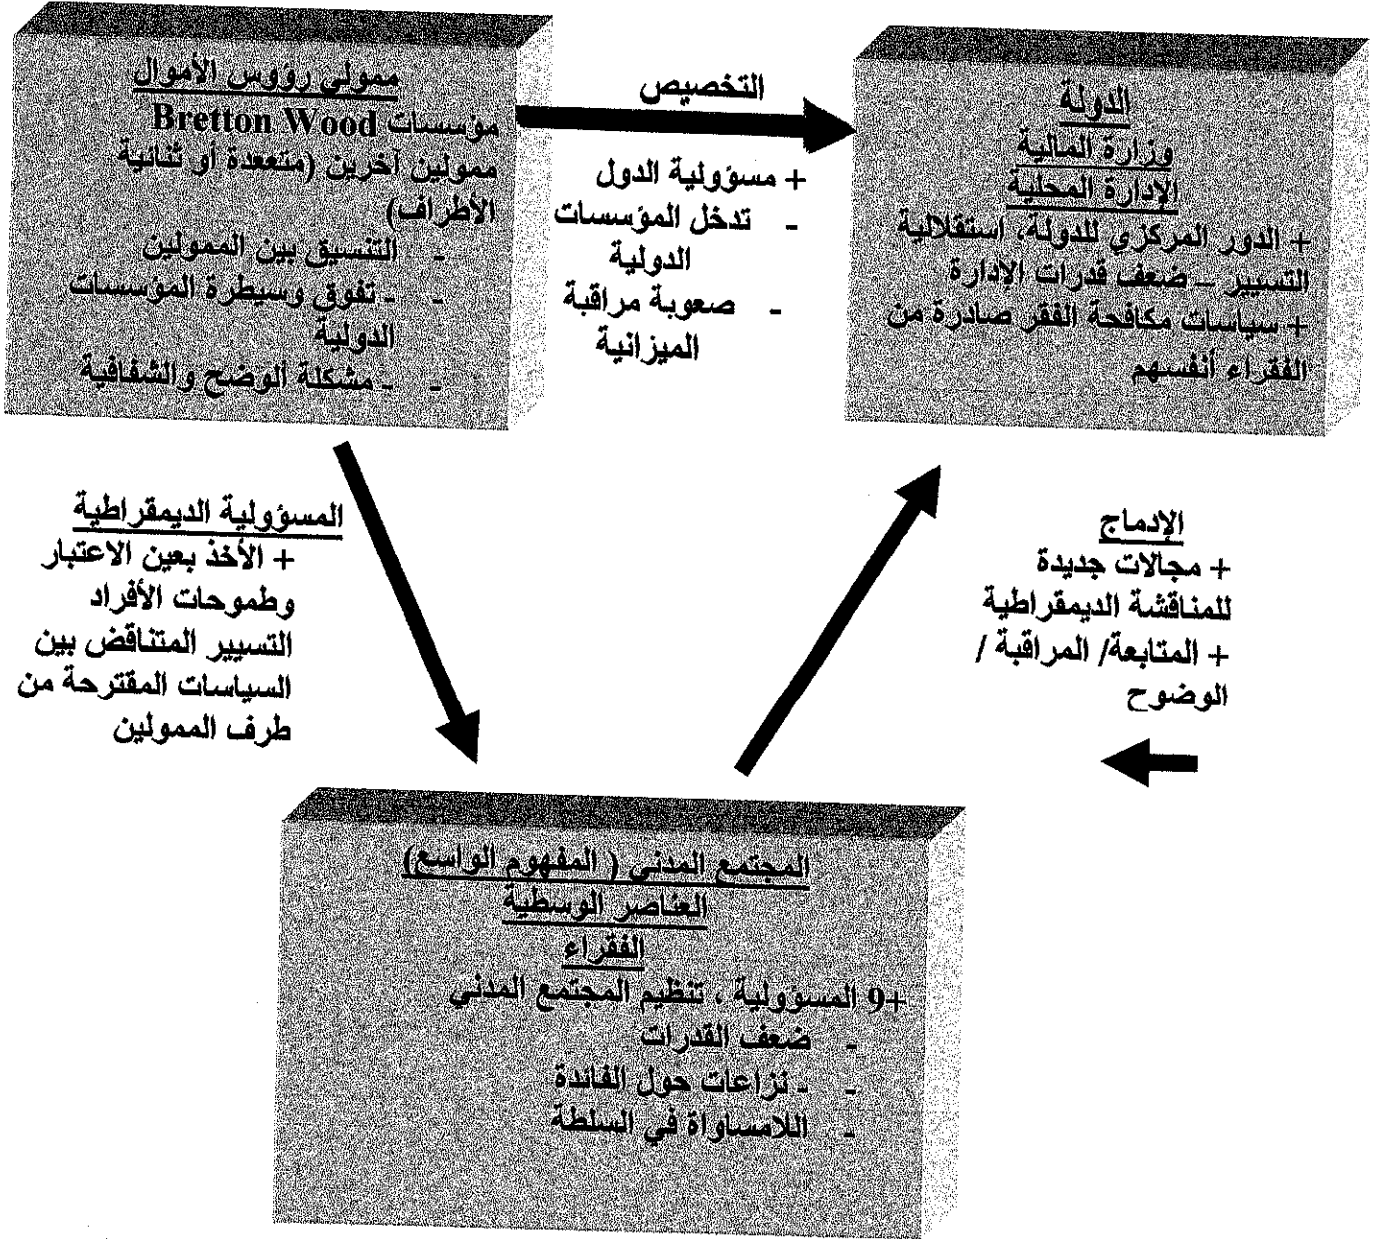 ممولي رؤوس الأموال
مؤسسات Bretton Wood
ممولين آخرين (متععدة أو ثنائية
الأطراف)
- التنسيق بين الممولين
- - تفوق وسيطرة المؤسسات
الدولية
- - مشكلة الوضح والشفافية
التخصيص
+ مسؤولية الدول
- تدخل المؤسسات
الدولية
- صعوبة مراقبة
الميزانية
الدولة
وزارة المالية
الإدارة المحلية
+ الدور المركزي للدولة، استقلالية
التسيير – ضعف قدرات الإدارة
+ سياسات مكافحة الفقر صادرة من
الفقراء أنفسهم
المسؤولية الديمقراطية
+ الأخذ بعين الاعتبار
وطموحات الأفراد
التسيير المتناقض بين
السياسات المقترحة من
طرف الممولين
الإدماج
+ مجالات جديدة
للمناقشة الديمقراطية
+ المتابعة/ المراقبة /
الوضوح
المجتمع المدني ( المفهوم الواسع)
العناصر الوسطية
الفقراء
+9 المسؤولية ، تنظيم المجتمع المدني
- ضعف القدرات
- - نزاعات حول الفائدة
- اللامساواة في السلطة